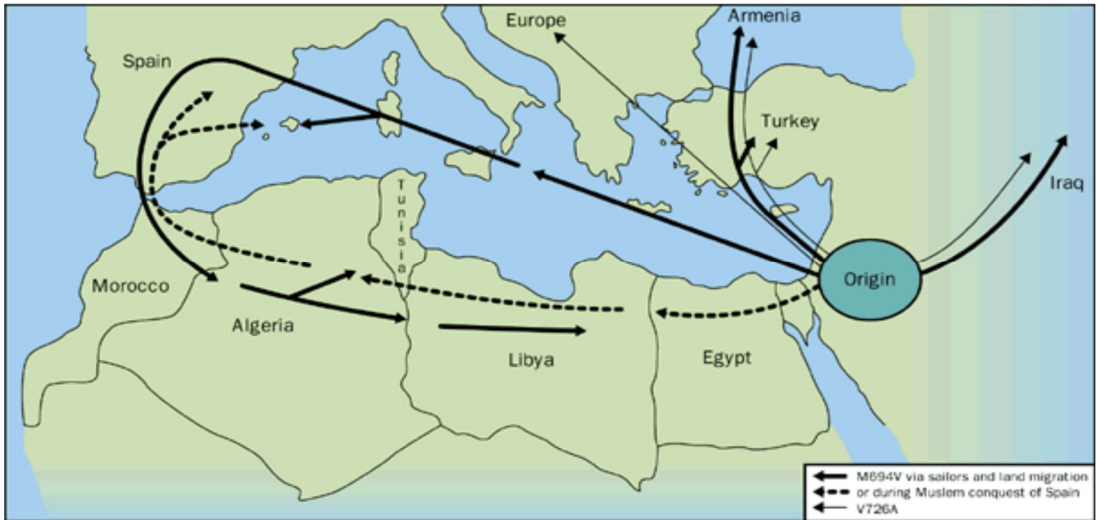 Armenia
Europe
Spain
Turkey
Iraq
Tunisia
Origin
Morocco
Algeria
Libya
Egypt
M694V via sailors and land migration
or during Muslem conquest of Spain
V726A